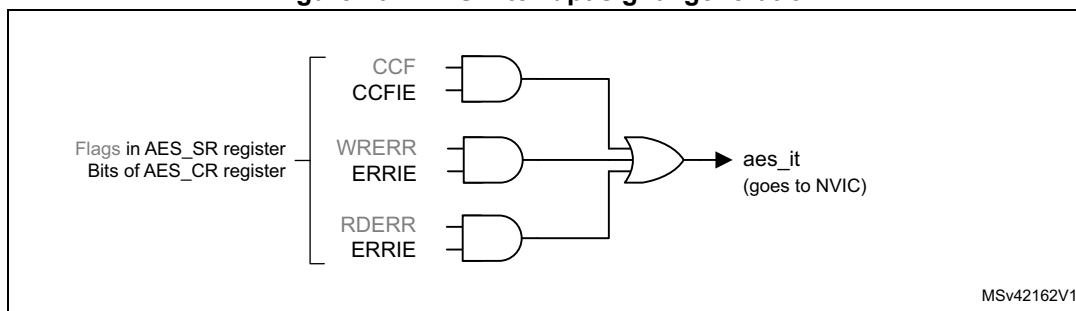 CCF
CCFIE
Flags in AES_SR register
Bits of AES_CR register
WRERR
ERRIE
aes_it
(goes to NVIC)
RDERR
ERRIE
MSv42162V1